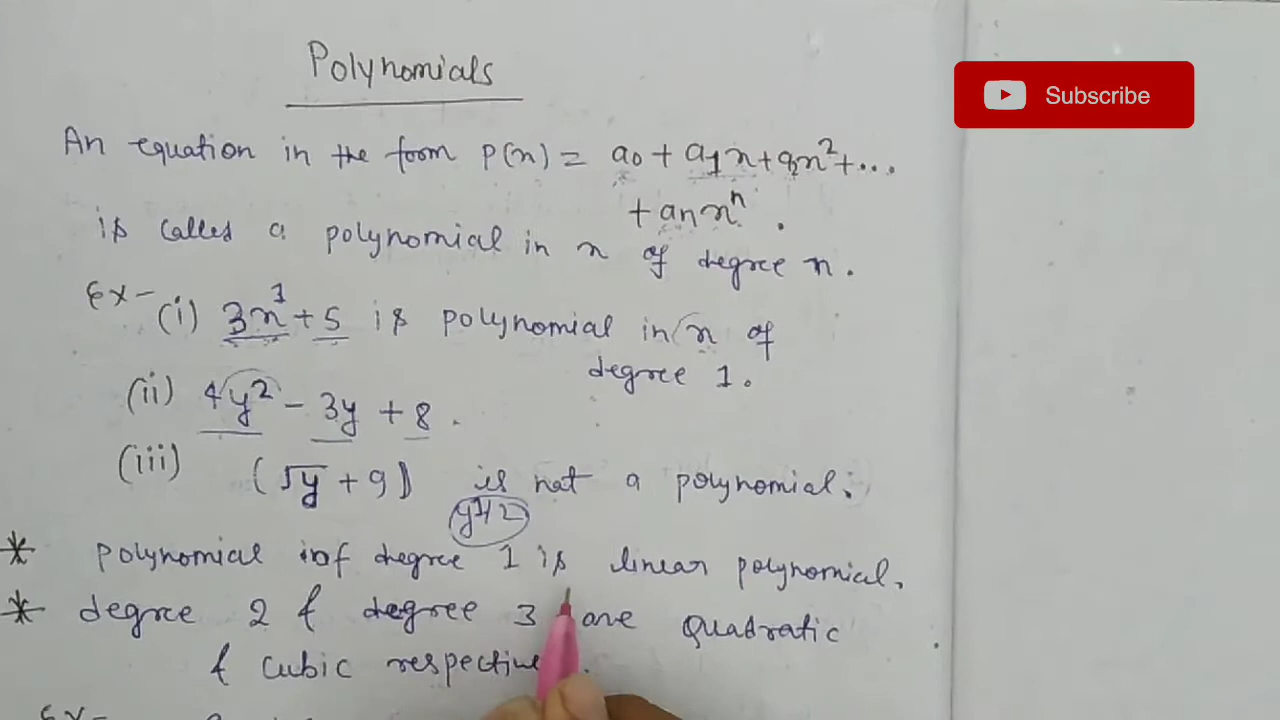 Polynomials
Subscribe
An equation in the form P(x) = a₀ + a₁x + a₂x² + ...
+ aₙxⁿ .
is called a polynomial in x of degree n.
Ex- (i) 3x¹ + 5 is polynomial in x of
degree 1.
(ii) 4y² - 3y + 8 .
(iii) (√y + 9) is not a polynomial.
y1/2
* polynomial of degree 1 is linear polynomial.
* degree 2 & degree 3 are quadratic
& cubic respective
Ex-